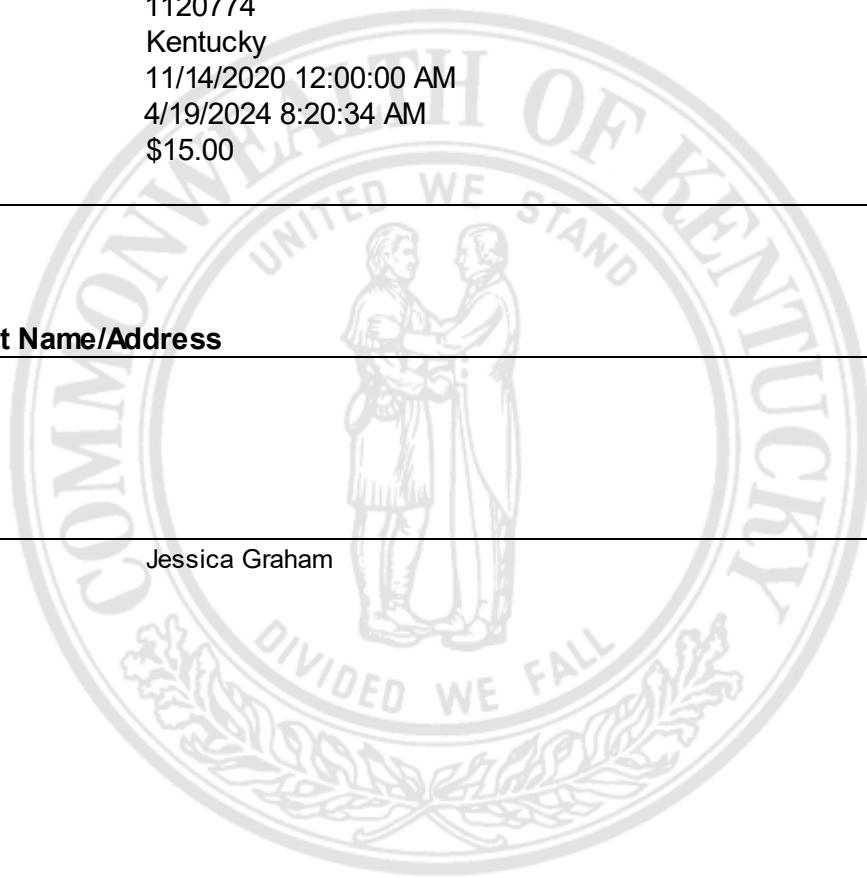 1120774
Kentucky
11/14/2020 12:00:00 AM
4/19/2024 8:20:34 AM
$15.00
COMMONWEALTH OF KENTUCKY
UNITED WE STAND
t Name/Address
Jessica Graham
DIVIDED WE FALL